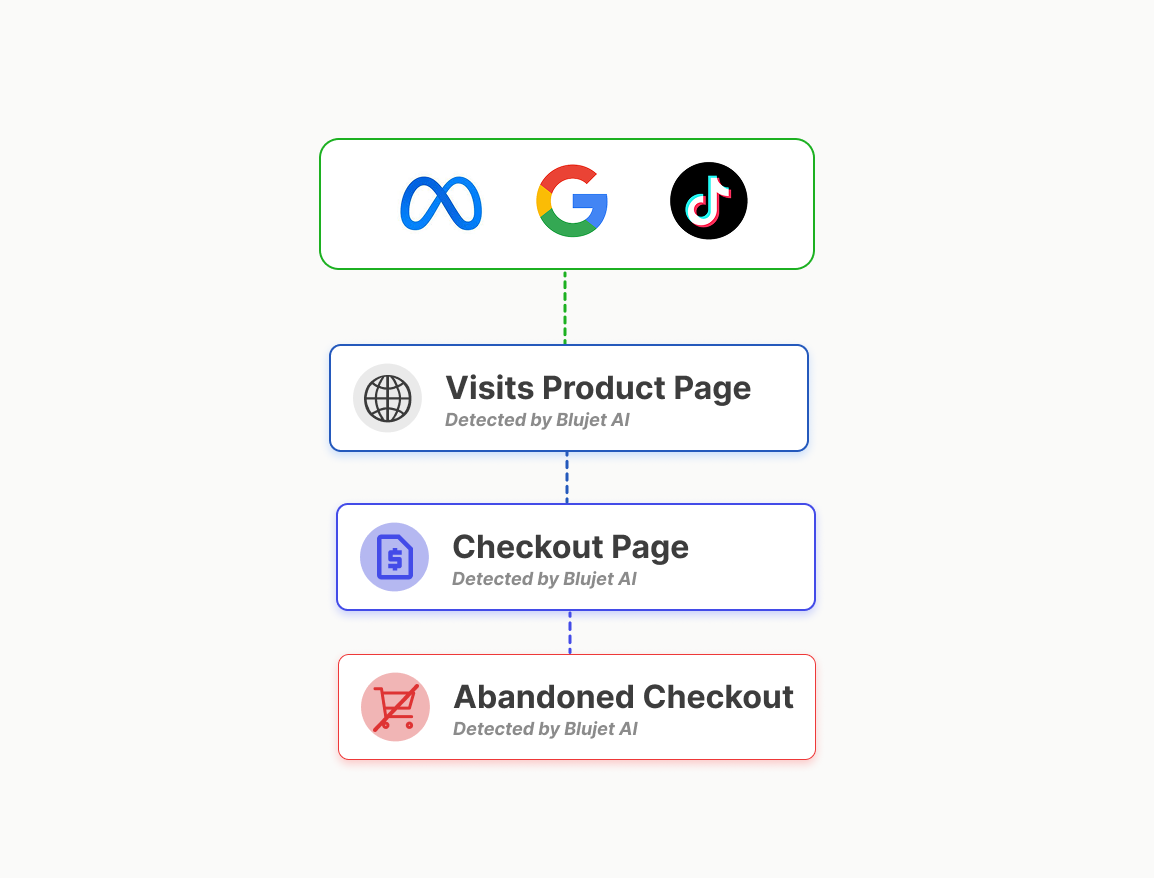 Visits Product Page
Detected by Blujet AI
Checkout Page
Detected by Blujet AI
Abandoned Checkout
Detected by Blujet AI